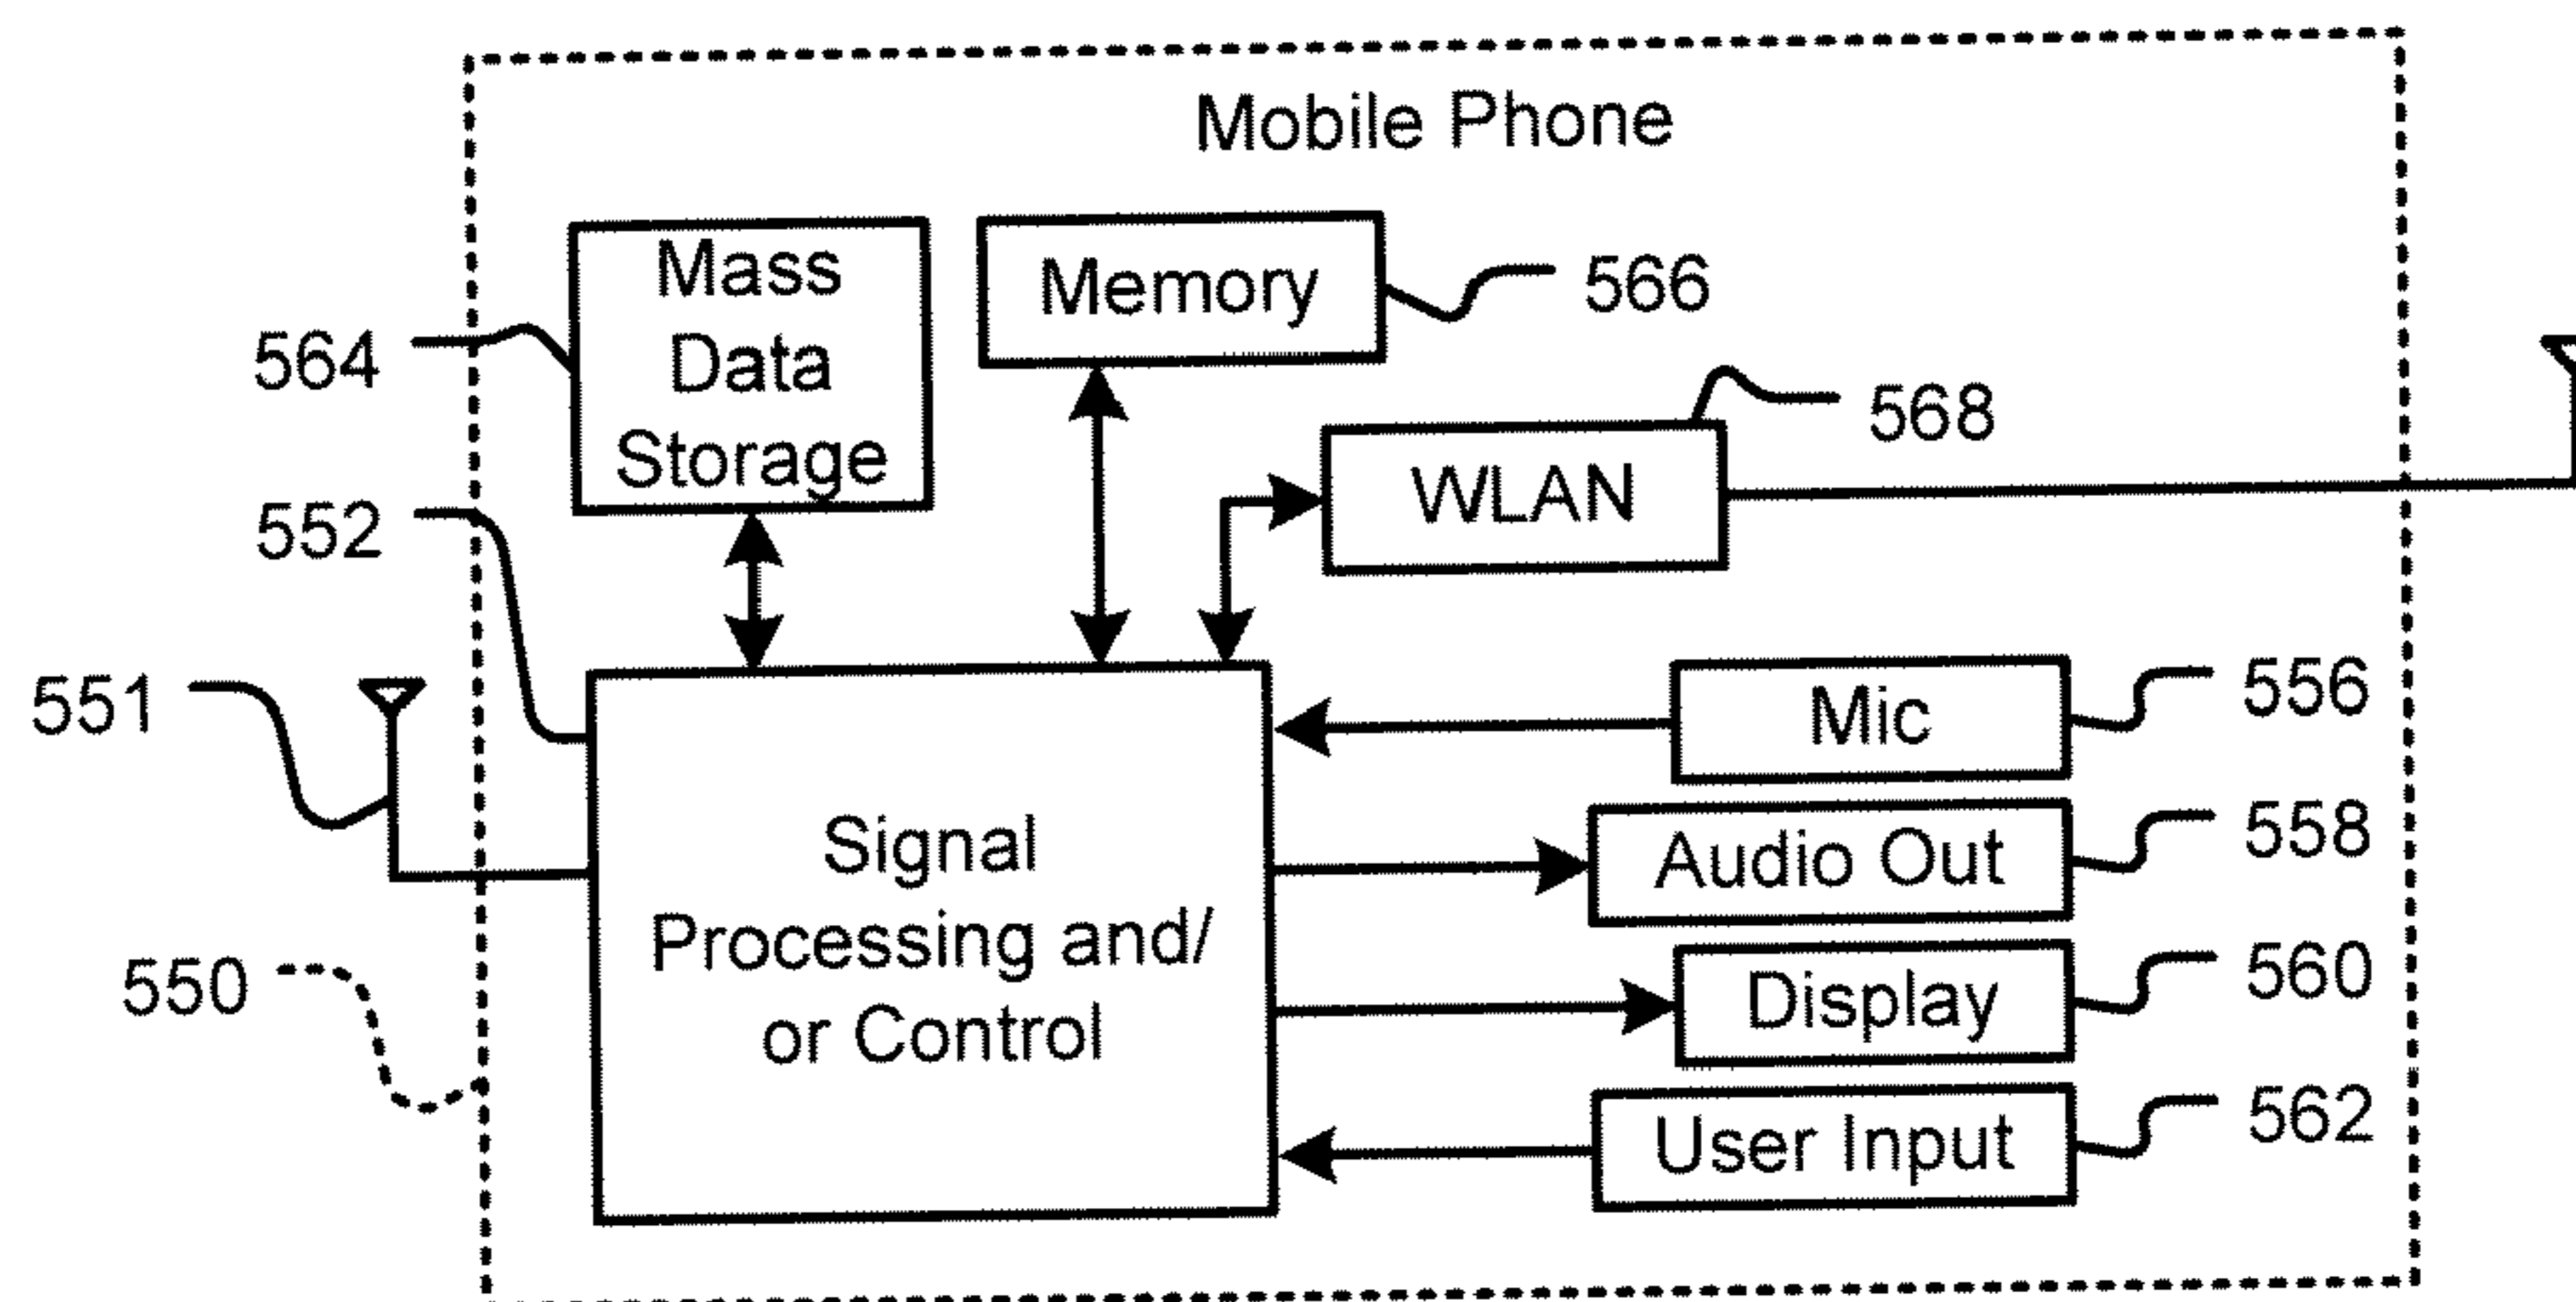 Mobile Phone
Mass
Data
Storage
Memory
566
564
568
WLAN
552
551
Mic
556
Signal
Processing and/
or Control
Audio Out
558
550
Display
560
User Input
562